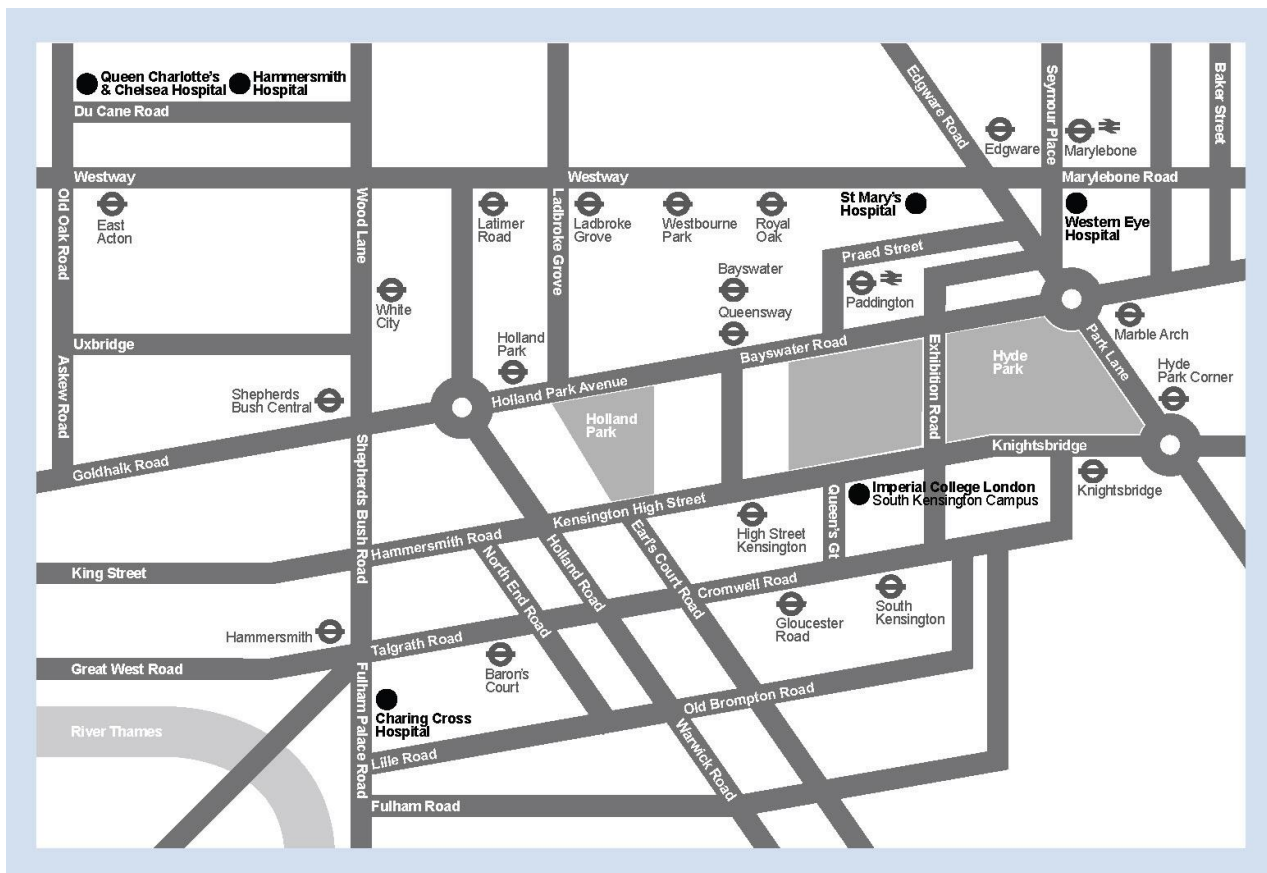 Queen Charlotte's
& Chelsea Hospital
Hammersmith
Hospital
Du Cane Road
Edgware Road
Seymour Place
Baker Street
Edgware
Marylebone
Westway
Westway
Marylebone Road
Old Oak Road
East
Acton
Wood Lane
Latimer
Road
Ladbroke Grove
Ladbroke
Grove
Westbourne
Park
Royal
Oak
St Mary's
Hospital
Western Eye
Hospital
Praed Street
Bayswater
Queensway
Paddington
White
City
Marble Arch
Park Lane
Uxbridge
Holland
Park
Bayswater Road
Exhibition Road
Hyde
Park
Hyde
Park Corner
Askew Road
Shepherds
Bush Central
Holland Park Avenue
Holland
Park
Goldhalk Road
Shepherds Bush Road
Knightsbridge
Knightsbridge
Imperial College London
South Kensington Campus
Queen's Gt
Kensington High Street
High Street
Kensington
Hammersmith Road
King Street
North End Road
Holland Road
Earl's Court Road
Cromwell Road
Gloucester
Road
South
Kensington
Hammersmith
Talgrath Road
Great West Road
Baron's
Court
Fulham Palace Road
Charing Cross
Hospital
Old Brompton Road
River Thames
Lille Road
Warwick Road
Fulham Road